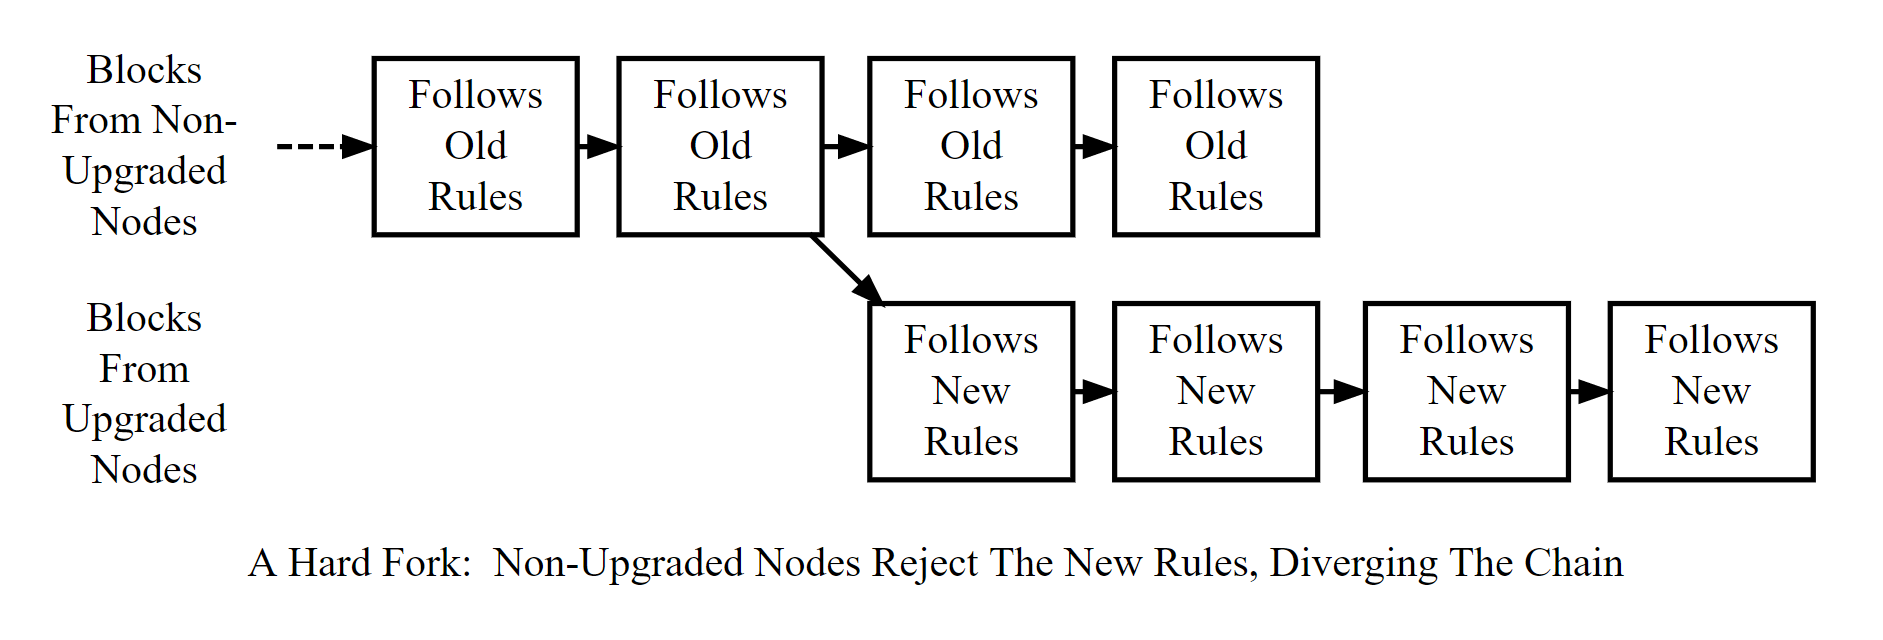 Blocks
From Non-
Upgraded
Nodes
Follows
Old
Rules
Follows
Old
Rules
Follows
Old
Rules
Follows
Old
Rules
Blocks
From
Upgraded
Nodes
Follows
New
Rules
Follows
New
Rules
Follows
New
Rules
Follows
New
Rules
A Hard Fork:  Non-Upgraded Nodes Reject The New Rules, Diverging The Chain